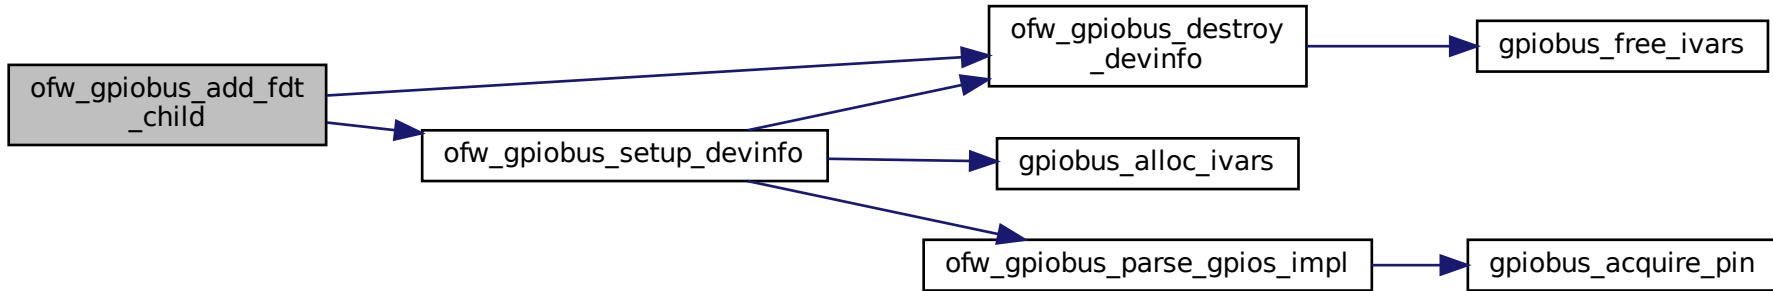 ofw_gpiobus_add_fdt
_child
ofw_gpiobus_setup_devinfo
ofw_gpiobus_destroy
_devinfo
gpiobus_free_ivars
gpiobus_alloc_ivars
ofw_gpiobus_parse_gpios_impl
gpiobus_acquire_pin